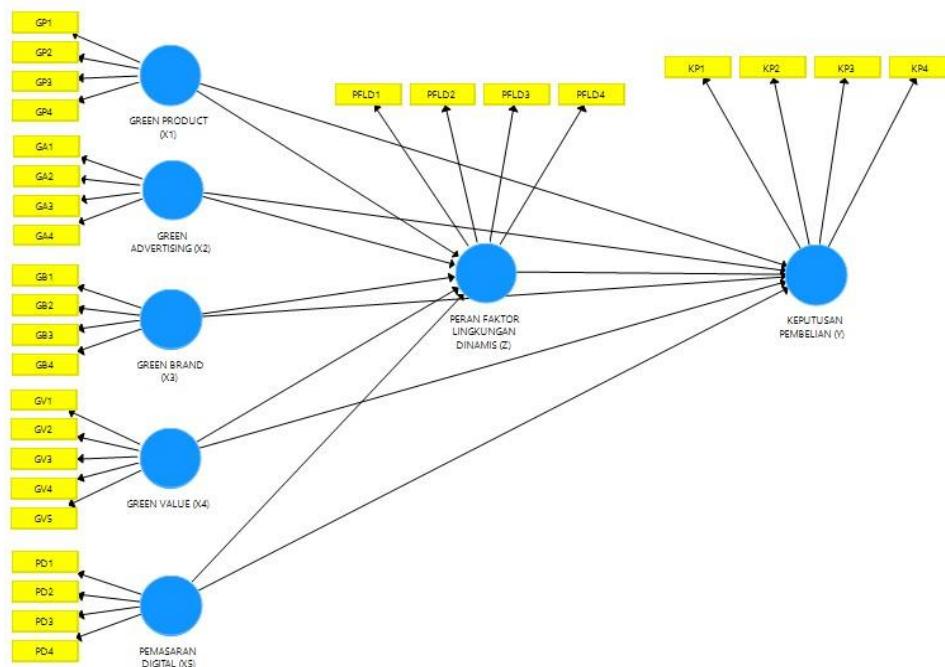 GP1
GP2
GP3
GP4
GREEN PRODUCT
(X1)
GA1
GA2
GA3
GA4
GREEN
ADVERTISING (X2)
GB1
GB2
GB3
GB4
GREEN BRAND
(X3)
GV1
GV2
GV3
GV4
GV5
GREEN VALUE (X4)
PD1
PD2
PD3
PD4
PEMASARAN
DIGITAL (X5)
PFLD1
PFLD2
PFLD3
PFLD4
PERAN FAKTOR
LINGKUNGAN
DINAMIS (Z)
KP1
KP2
KP3
KP4
KEPUTUSAN
PEMBELIAN (Y)